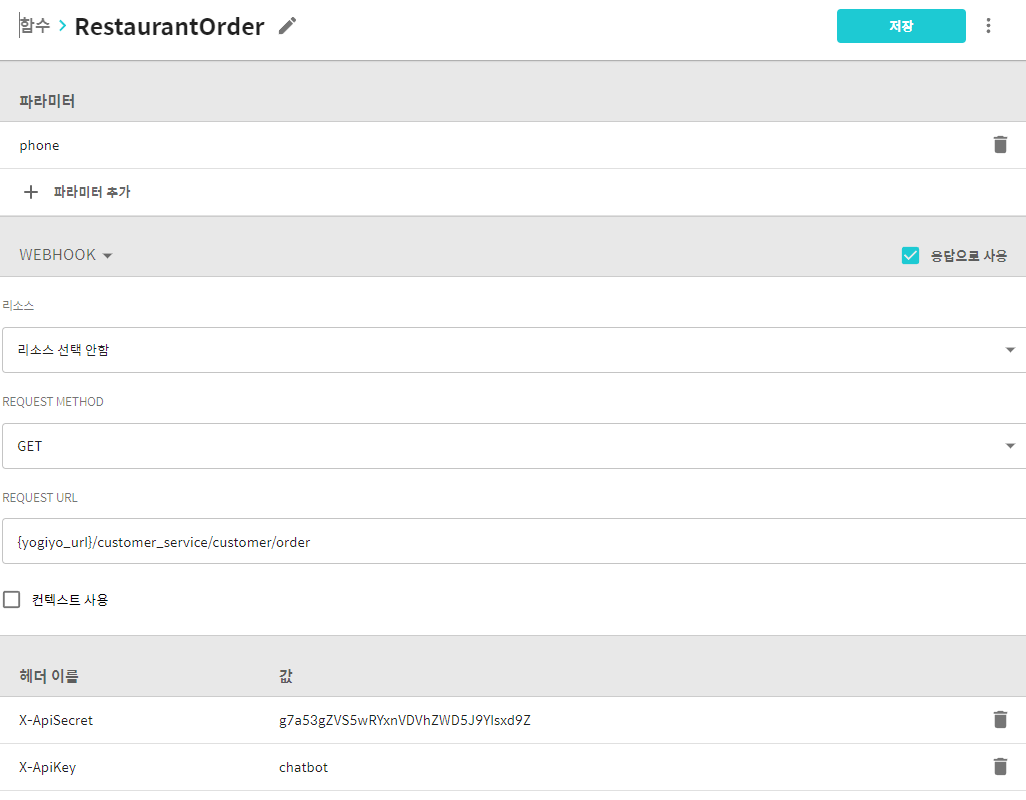 함수 > RestaurantOrder
저장
파라미터
phone
파라미터 추가
WEBHOOK
응답으로 사용
리소스
리소스 선택 안함
REQUEST METHOD
GET
REQUEST URL
{yogiyo_url}/customer_service/customer/order
컨텍스트 사용
헤더 이름 값
X-ApiSecret g7a53gZVS5wRYxnVDVhZWD5J9YIsxd9Z
X-ApiKey chatbot